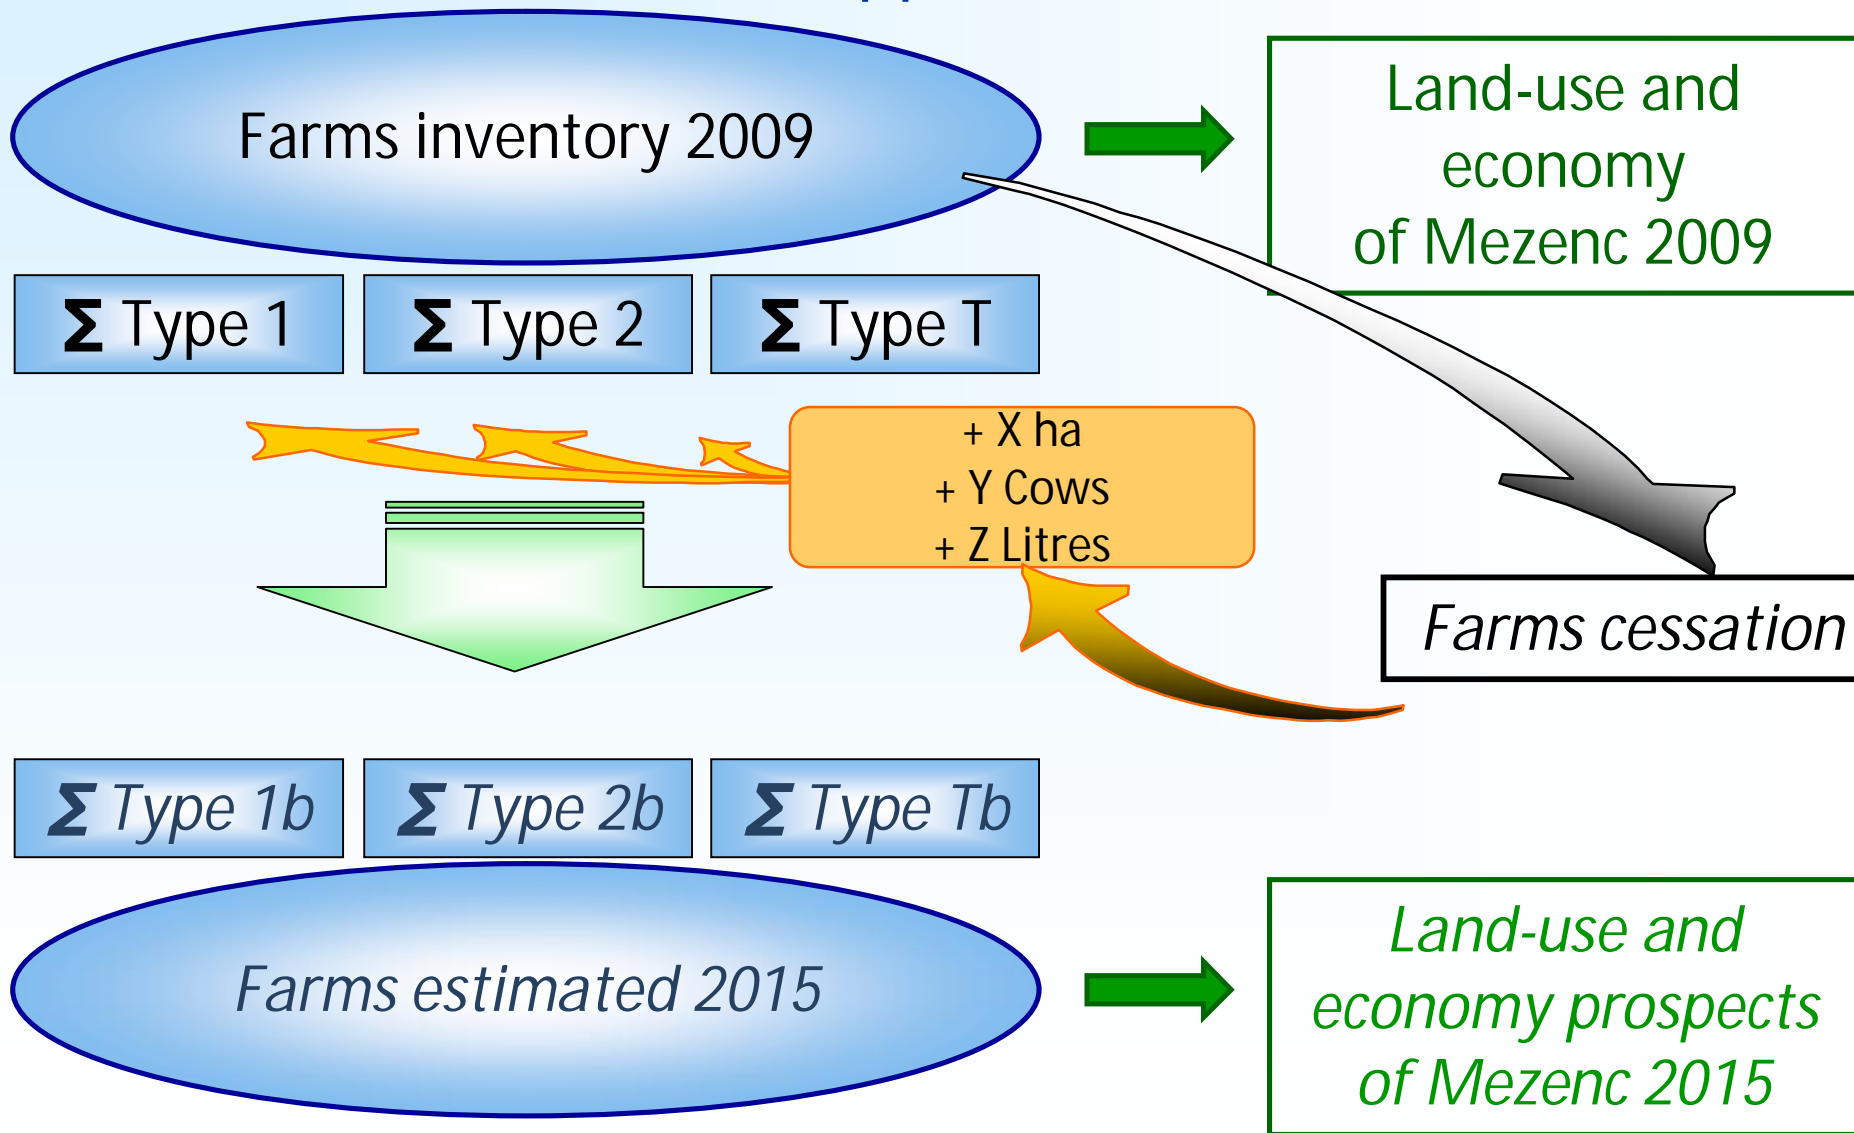 Farms inventory 2009
Land-use and
economy
of Mezenc 2009
Σ Type 1
Σ Type 2
Σ Type T
+ X ha
+ Y Cows
+ Z Litres
Farms cessation
Σ Type 1b
Σ Type 2b
Σ Type Tb
Farms estimated 2015
Land-use and
economy prospects
of Mezenc 2015